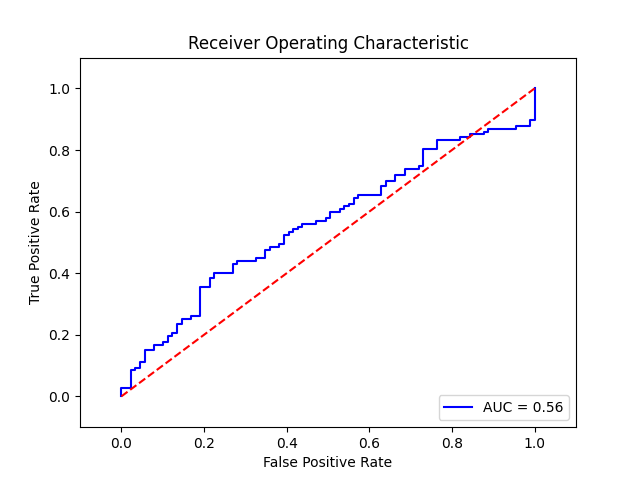 Receiver Operating Characteristic
True Positive Rate
1.0
0.8
0.6
0.4
0.2
0.0
AUC = 0.56
0.0 0.2 0.4 0.6 0.8 1.0
False Positive Rate